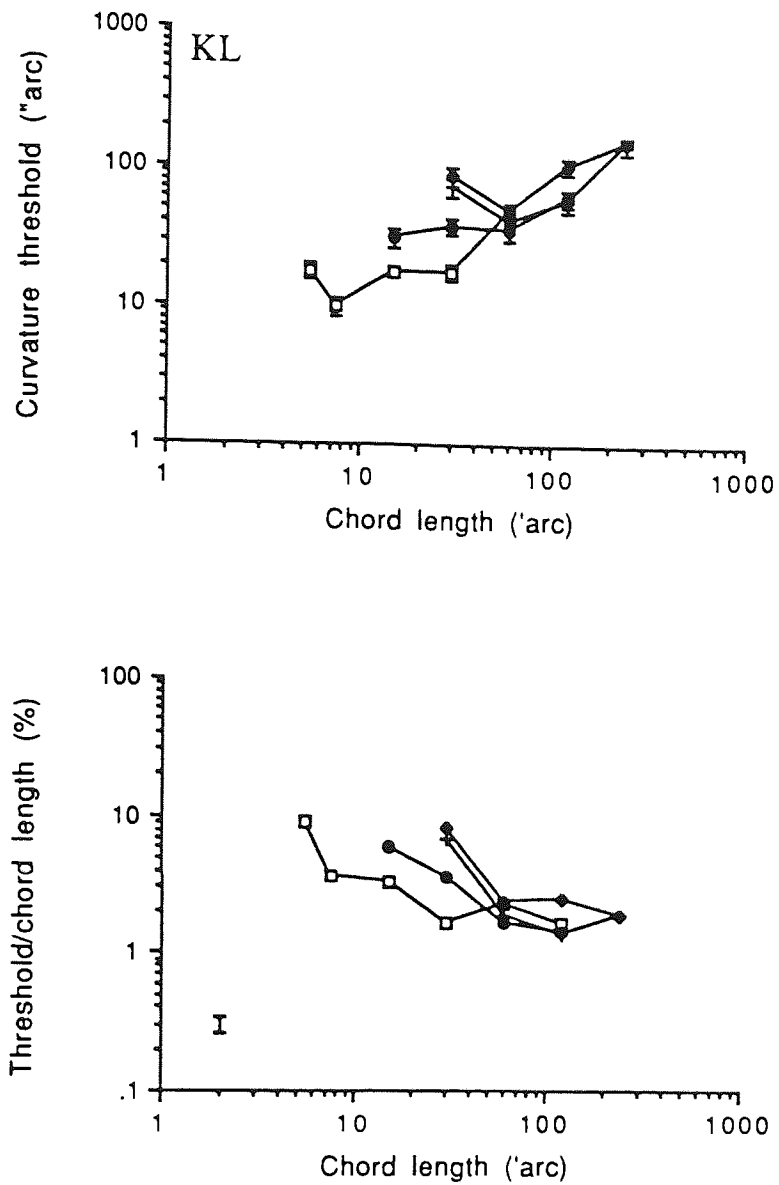 KL
Curvature threshold ("arc)
1000
100
10
1
1 10 100 1000
Chord length ('arc)
Threshold/chord length (%)
100
10
1
.1
1 10 100 1000
Chord length ('arc)